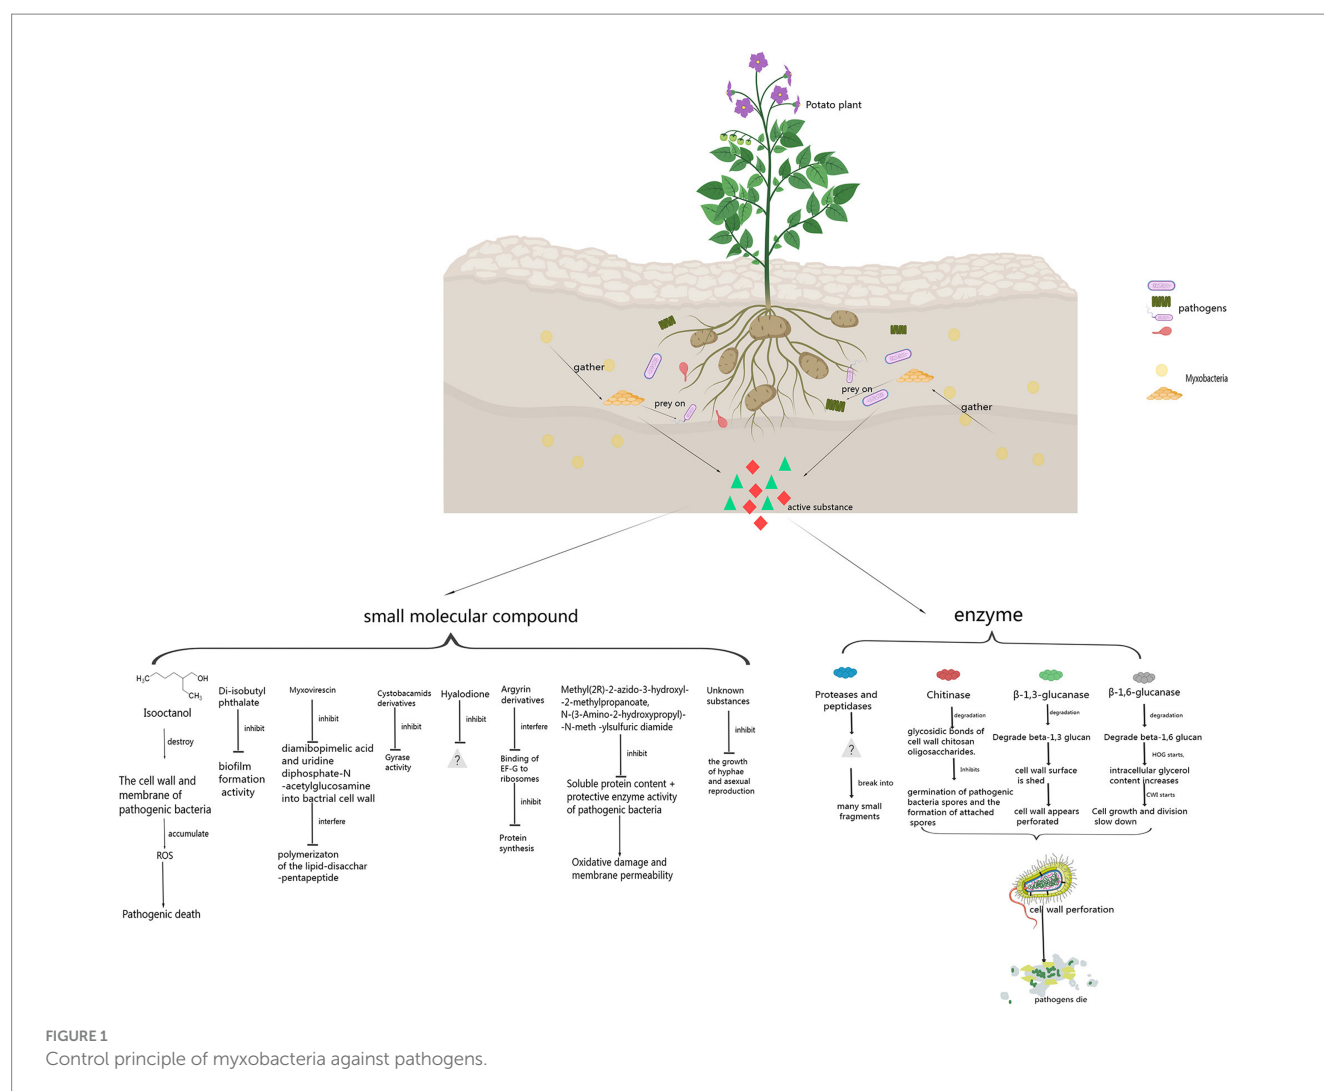 Potato plant
pathogens
Myxobacteria
gather
prey on
prey on
gather
active substance
small molecular compound
enzyme
H₃C
OH
CH₃
Isooctanol
destroy
The cell wall and
membrane of
pathogenic bacteria
accumulate
ROS
Pathogenic death
Di-isobutyl
phthalate
inhibit
biofilm
formation
activity
Myxovirescin
inhibit
diamibopimelic acid
and uridine
diphosphate-N
-acetylglucosamine
into bactrial cell wall
interfere
polymerizaton
of the lipid-disacchar
-pentapeptide
Cystobacamids
derivatives
inhibit
Gyrase
activity
Hyalodione
inhibit
?
Argyrin
derivatives
interfere
Binding of
EF-G to
ribosomes
inhibit
Protein
synthesis
Methyl(2R)-2-azido-3-hydroxyl-
-2-methylpropanoate,
N-(3-Amino-2-hydroxypropyl)-
-N-meth -ylsulfuric diamide
inhibit
Soluble protein content +
protective enzyme activity
of pathogenic bacteria
Oxidative damage and
membrane permeability
Unknown
substances
inhibit
the growth
of hyphae
and asexual
reproduction
Proteases and
peptidases
?
break into
many small
fragments
Chitinase
degradation
glycosidic bonds of
cell wall chitosan
oligosaccharides.
Inhibits
germination of pathogenic
bacteria spores and the
formation of attached
spores
β-1,3-glucanase
degradation
Degrade beta-1,3 glucan
cell wall surface
is shed
cell wall appears
perforated
β-1,6-glucanase
degradation
Degrade beta-1,6 glucan
HOG starts,
intracellular glycerol
content increases
CWI starts
Cell growth and division
slow down
cell wall perforation
pathogens die
FIGURE 1
Control principle of myxobacteria against pathogens.